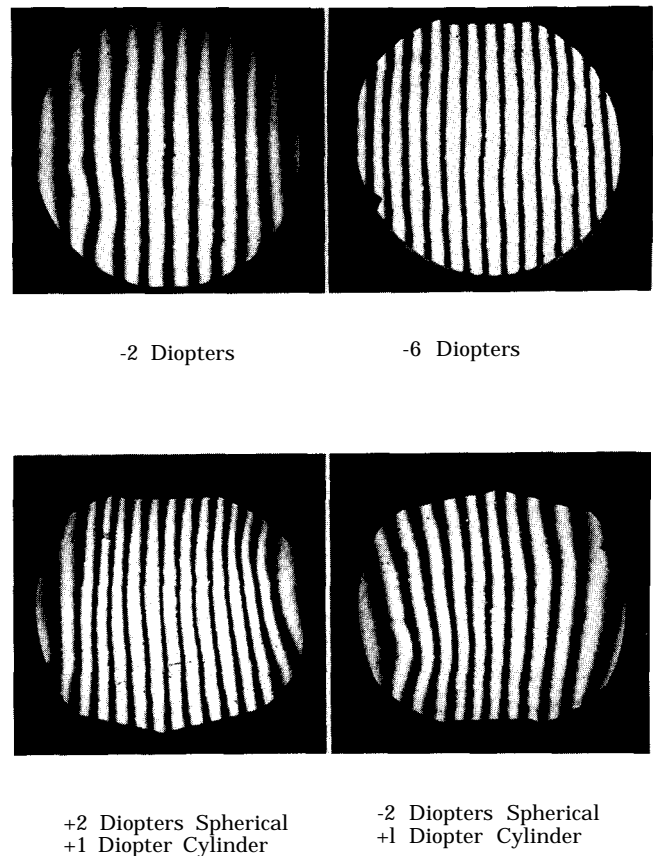 -2 Diopters
-6 Diopters
+2 Diopters Spherical
+1 Diopter Cylinder
-2 Diopters Spherical
+l Diopter Cylinder